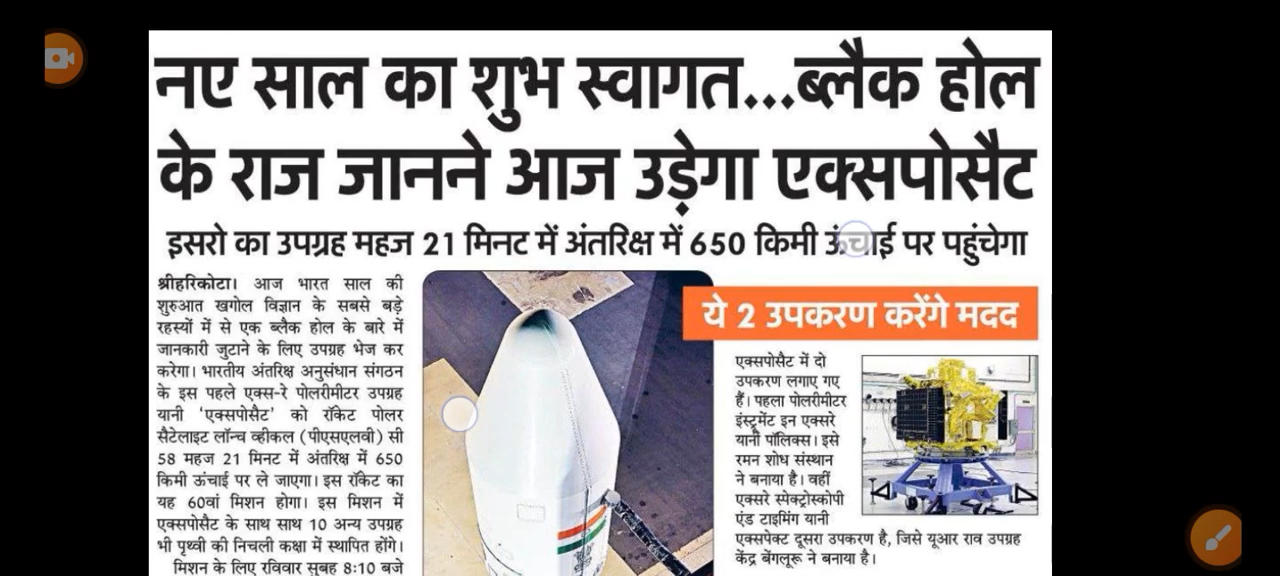 नए साल का शुभ स्वागत...ब्लैक होल
के राज जानने आज उड़ेगा एक्सपोसैट
इसरो का उपग्रह महज 21 मिनट में अंतरिक्ष में 650 किमी ऊंचाई पर पहुंचेगा
श्रीहरिकोटा। आज भारत साल की
शुरुआत खगोल विज्ञान के सबसे बड़े
रहस्यों में से एक ब्लैक होल के बारे में
जानकारी जुटाने के लिए उपग्रह भेज कर
करेगा। भारतीय अंतरिक्ष अनुसंधान संगठन
के इस पहले एक्स-रे पोलरीमीटर उपग्रह
यानी ‘एक्सपोसैट’ को रॉकेट पोलर
सैटेलाइट लॉन्च व्हीकल (पीएसएलवी) सी
58 महज 21 मिनट में अंतरिक्ष में 650
किमी ऊंचाई पर ले जाएगा। इस रॉकेट का
यह 60वां मिशन होगा। इस मिशन में
एक्सपोसैट के साथ साथ 10 अन्य उपग्रह
भी पृथ्वी की निचली कक्षा में स्थापित होंगे।
मिशन के लिए रविवार सुबह 8:10 बजे
ये 2 उपकरण करेंगे मदद
एक्सपोसैट में दो
उपकरण लगाए गए
हैं। पहला पोलरीमीटर
इंस्ट्रूमेंट इन एक्सरे
यानी पॉलिक्स। इसे
रमन शोध संस्थान
ने बनाया है। वहीं
एक्सरे स्पेक्ट्रोस्कोपी
एंड टाइमिंग यानी
एक्सपेक्ट दूसरा उपकरण है, जिसे यूआर राव उपग्रह
केंद्र बेंगलूरू ने बनाया है।